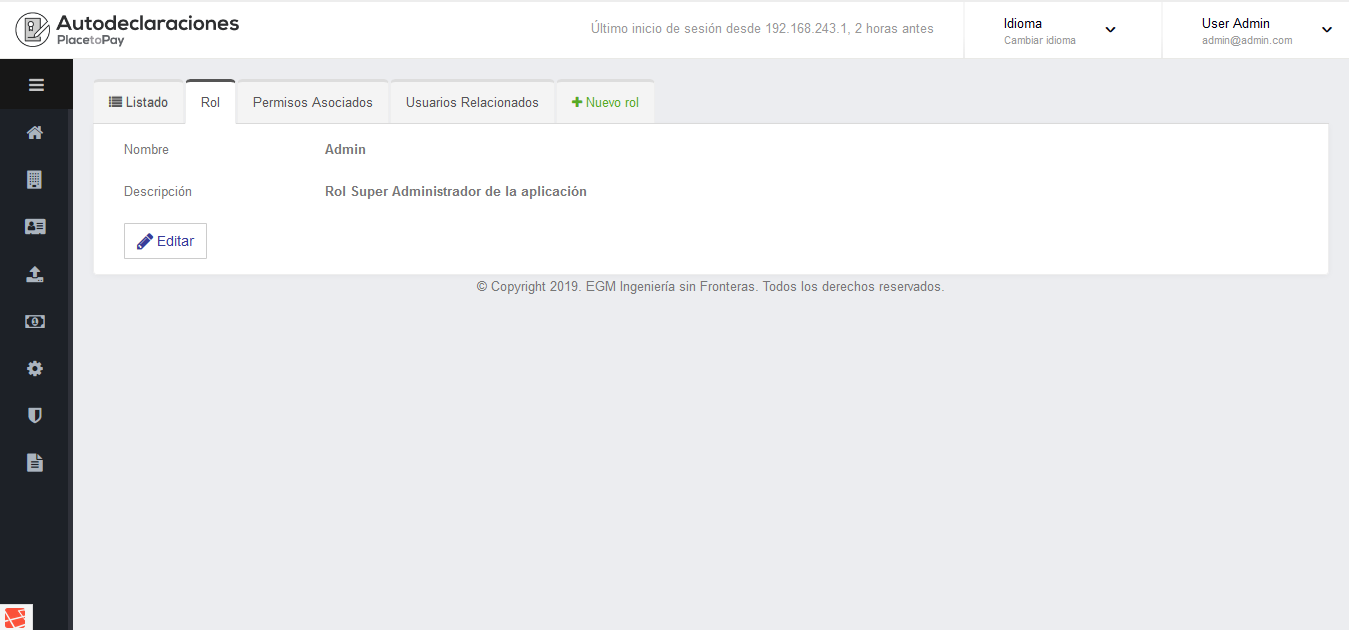 Autodeclaraciones
PlacetoPay
Último inicio de sesión desde 192.168.243.1, 2 horas antes
Idioma
Cambiar idioma
User Admin
admin@admin.com
Listado
Rol
Permisos Asociados
Usuarios Relacionados
Nuevo rol
Nombre
Admin
Descripción
Rol Super Administrador de la aplicación
Editar
© Copyright 2019. EGM Ingeniería sin Fronteras. Todos los derechos reservados.